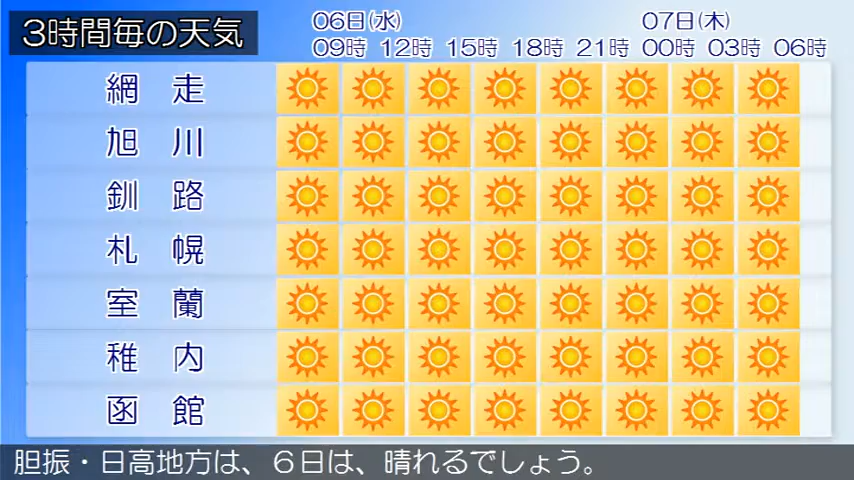 3時間毎の天気
06日(水) 07日(木)
09時 12時 15時 18時 21時 00時 03時 06時
網走
旭川
釧路
札幌
室蘭
稚内
函館
胆振・日高地方は、６日は、晴れるでしょう。